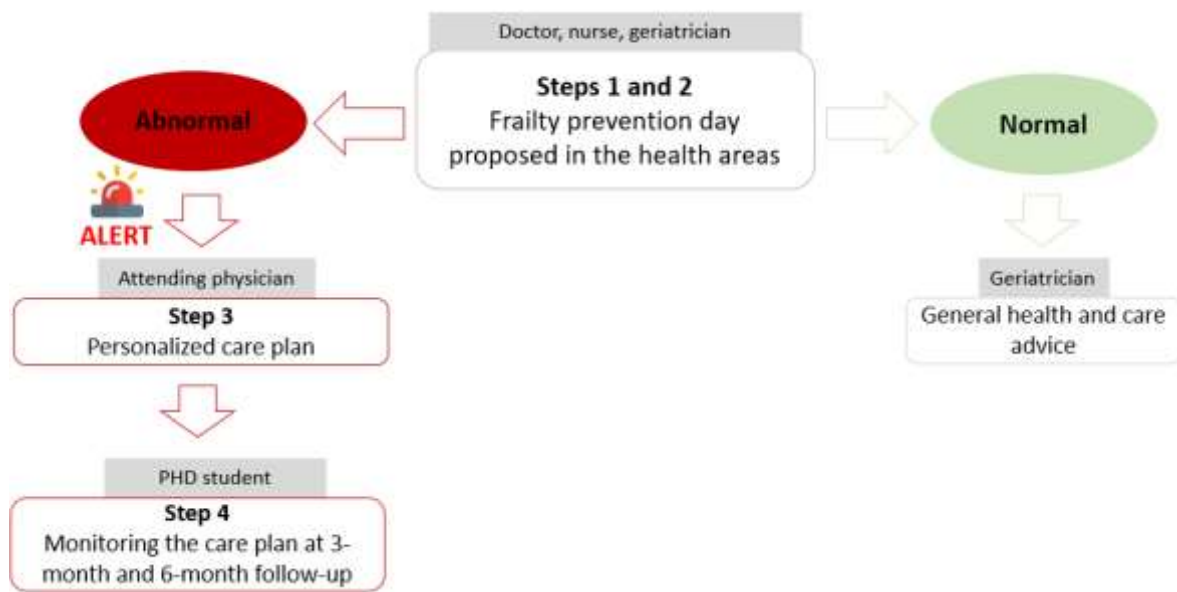 Doctor, nurse, geriatrician
Steps 1 and 2
Frailty prevention day
proposed in the health areas
Abnormal
Normal
ALERT
Attending physician
Step 3
Personalized care plan
Geriatrician
General health and care
advice
PHD student
Step 4
Monitoring the care plan at 3-
month and 6-month follow-up